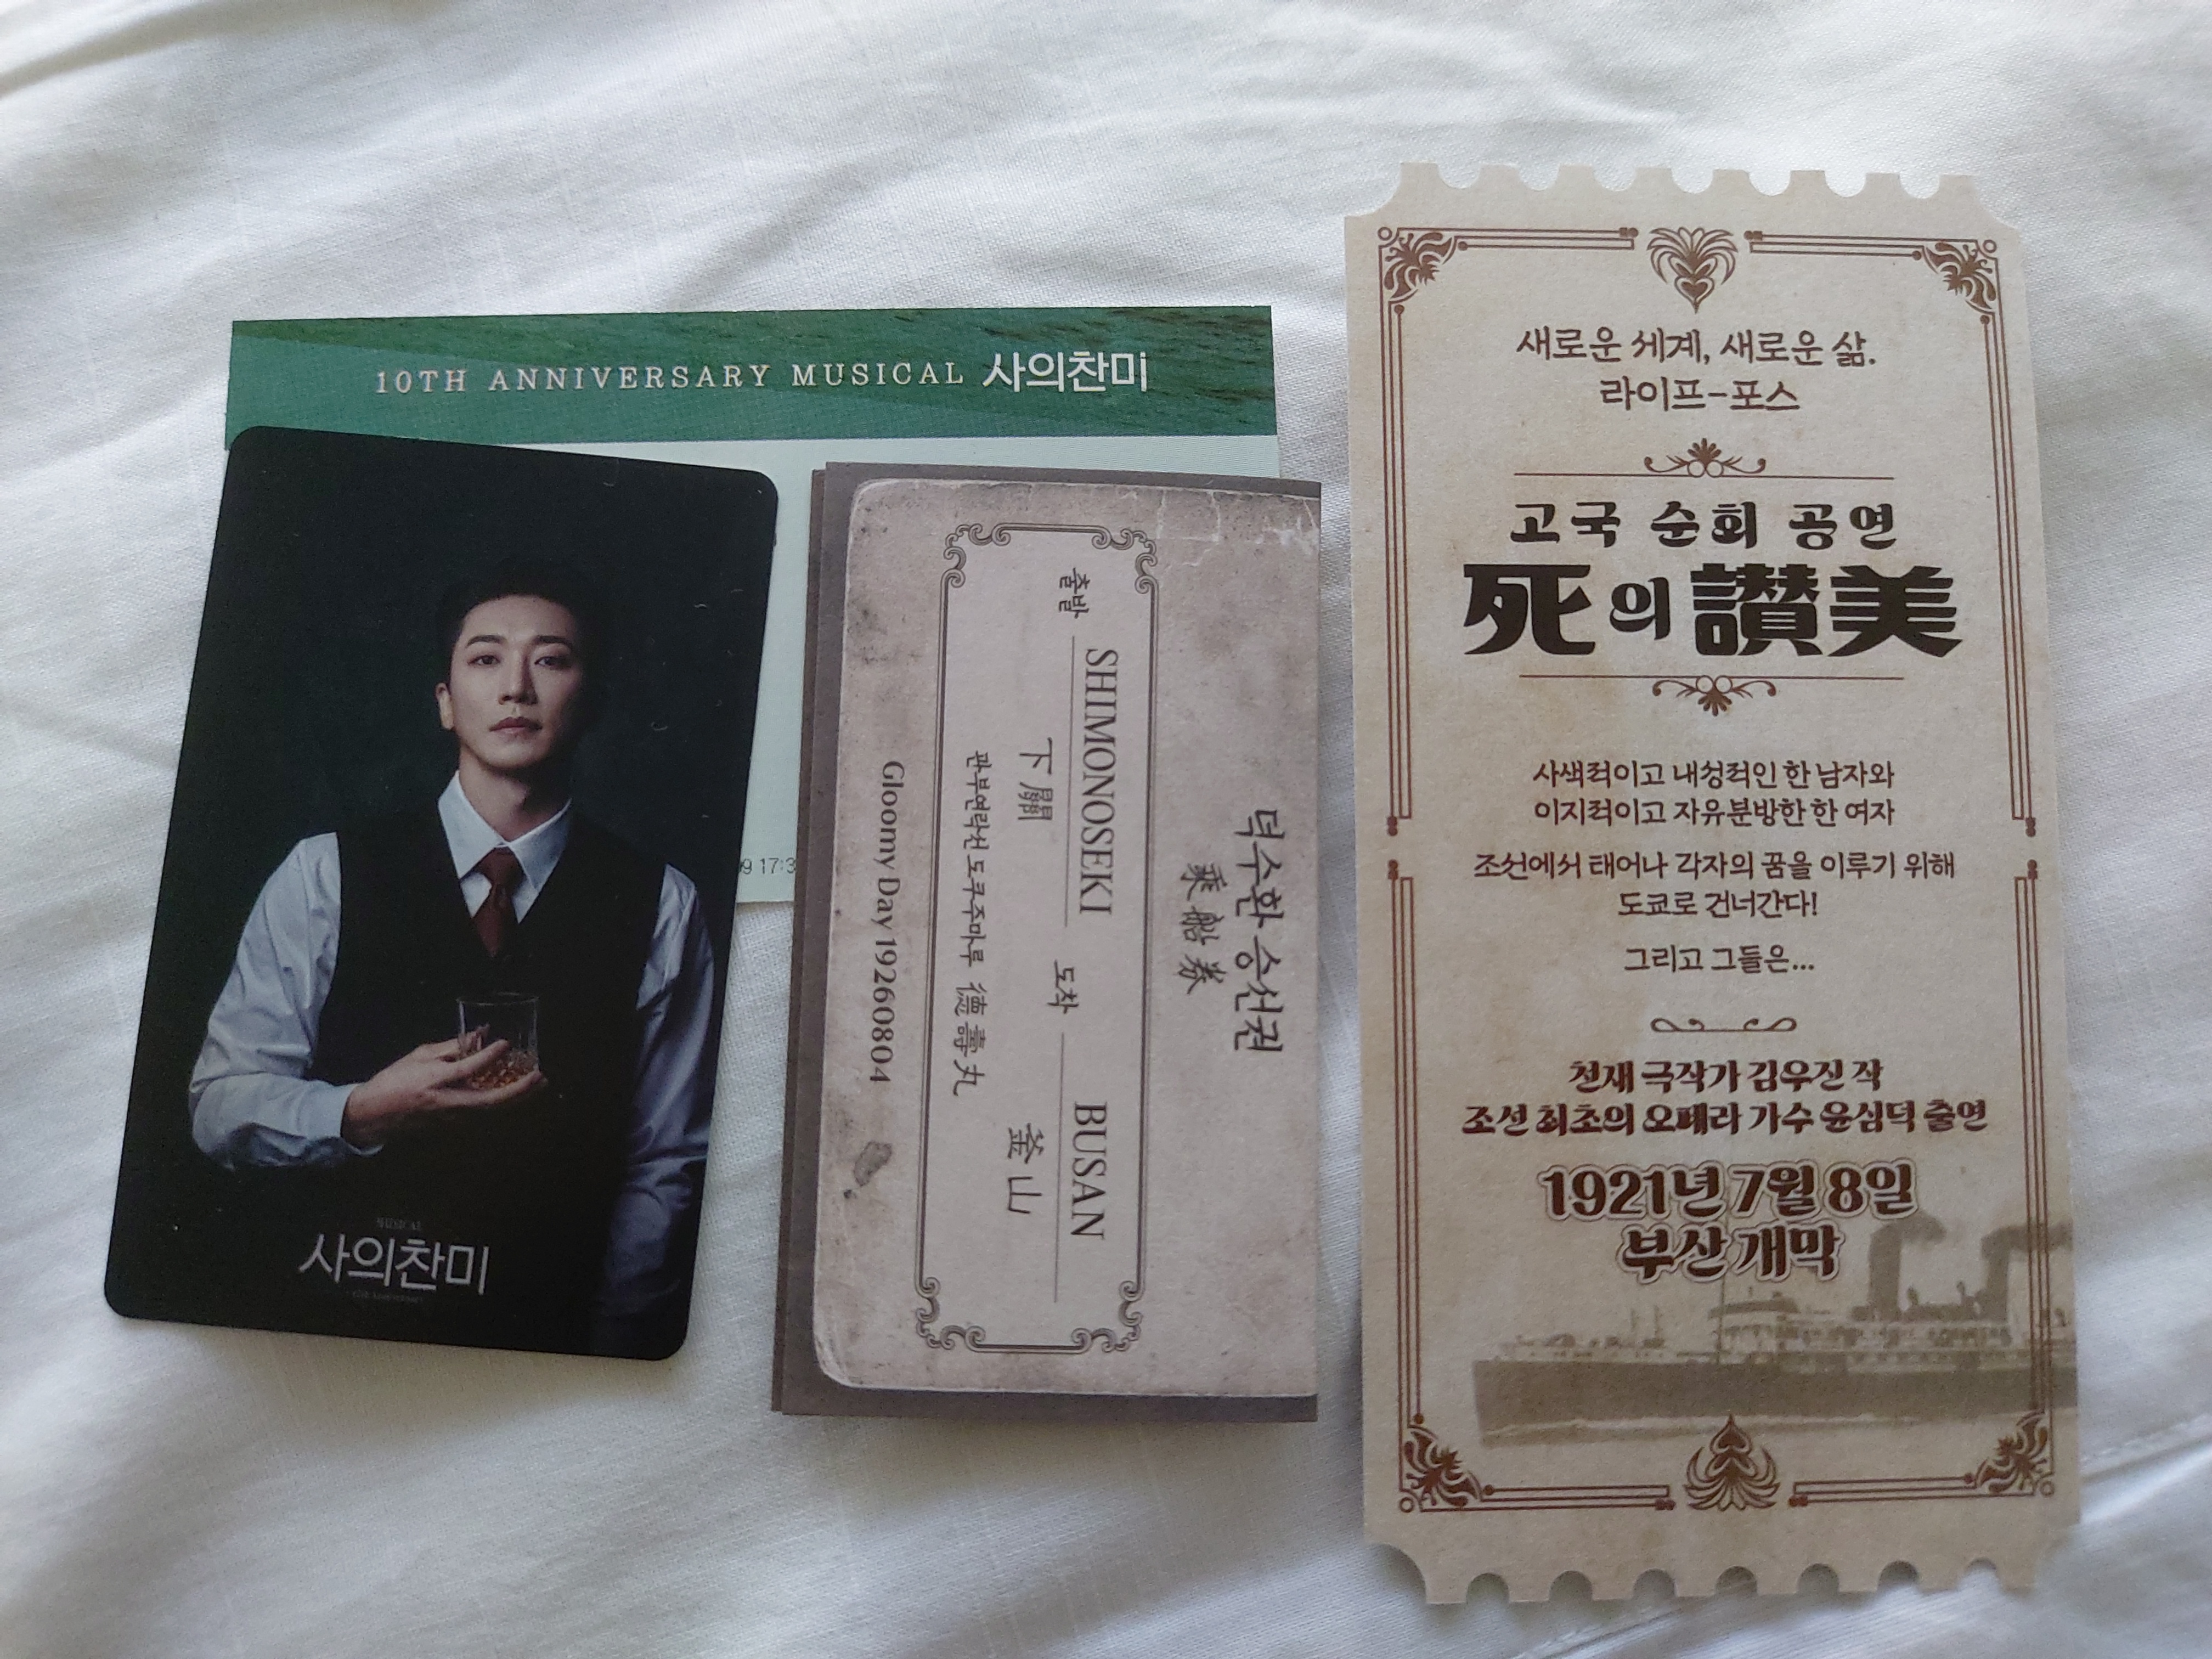 10TH ANNIVERSARY MUSICAL 사의찬미
9 17:3
MUSICAL
사의찬미
덕수환 승선권
乘船券
출발 SHIMONOSEKI 도착 BUSAN
下關 釜山
관부연락선 도쿠주마루 德壽丸
Gloomy Day 19260804
새로운 세계, 새로운 삶.
라이프-포스
고국 순회 공연
死의讃美
사색적이고 내성적인 한 남자와
이지적이고 자유분방한 한 여자
조선에서 태어나 각자의 꿈을 이루기 위해
도쿄로 건너간다!
그리고 그들은...
천재 극작가 김우진 작
조선 최초의 오페라 가수 윤심덕 출연
1921년 7월 8일
부산 개막